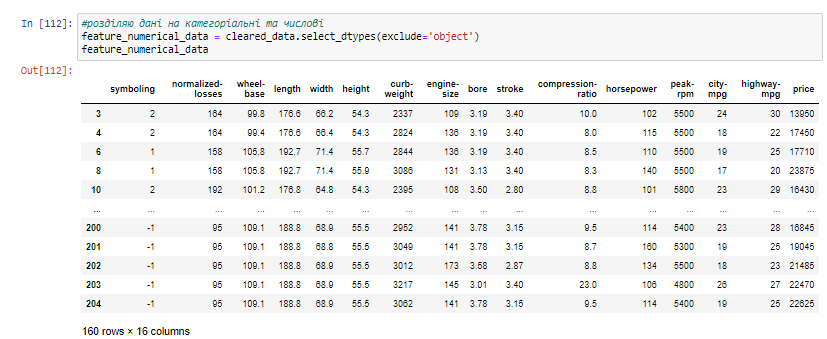 In [112]: #розділяю дані на категоріальні та числові
feature_numerical_data = cleared_data.select_dtypes(exclude='object')
feature_numerical_data
Out[112]:
symboling normalized-losses wheel-base length width height curb-weight engine-size bore stroke compression-ratio horsepower peak-rpm city-mpg highway-mpg price
3 2 164 99.8 176.6 66.2 54.3 2337 109 3.19 3.40 10.0 102 5500 24 30 13950
4 2 164 99.4 176.6 66.4 54.3 2824 136 3.19 3.40 8.0 115 5500 18 22 17450
6 1 158 105.8 192.7 71.4 55.7 2844 136 3.19 3.40 8.5 110 5500 19 25 17710
8 1 158 105.8 192.7 71.4 55.9 3086 131 3.13 3.40 8.3 140 5500 17 20 23875
10 2 192 101.2 176.8 64.8 54.3 2395 108 3.50 2.80 8.8 101 5800 23 29 16430
... ... ... ... ... ... ... ... ... ... ... ... ... ... ... ... ...
200 -1 95 109.1 188.8 68.9 55.5 2952 141 3.78 3.15 9.5 114 5400 23 28 16845
201 -1 95 109.1 188.8 68.8 55.5 3049 141 3.78 3.15 8.7 160 5300 19 25 19045
202 -1 95 109.1 188.8 68.9 55.5 3012 173 3.58 2.87 8.8 134 5500 18 23 21485
203 -1 95 109.1 188.8 68.9 55.5 3217 145 3.01 3.40 23.0 106 4800 26 27 22470
204 -1 95 109.1 188.8 68.9 55.5 3062 141 3.78 3.15 9.5 114 5400 19 25 22625
160 rows × 16 columns